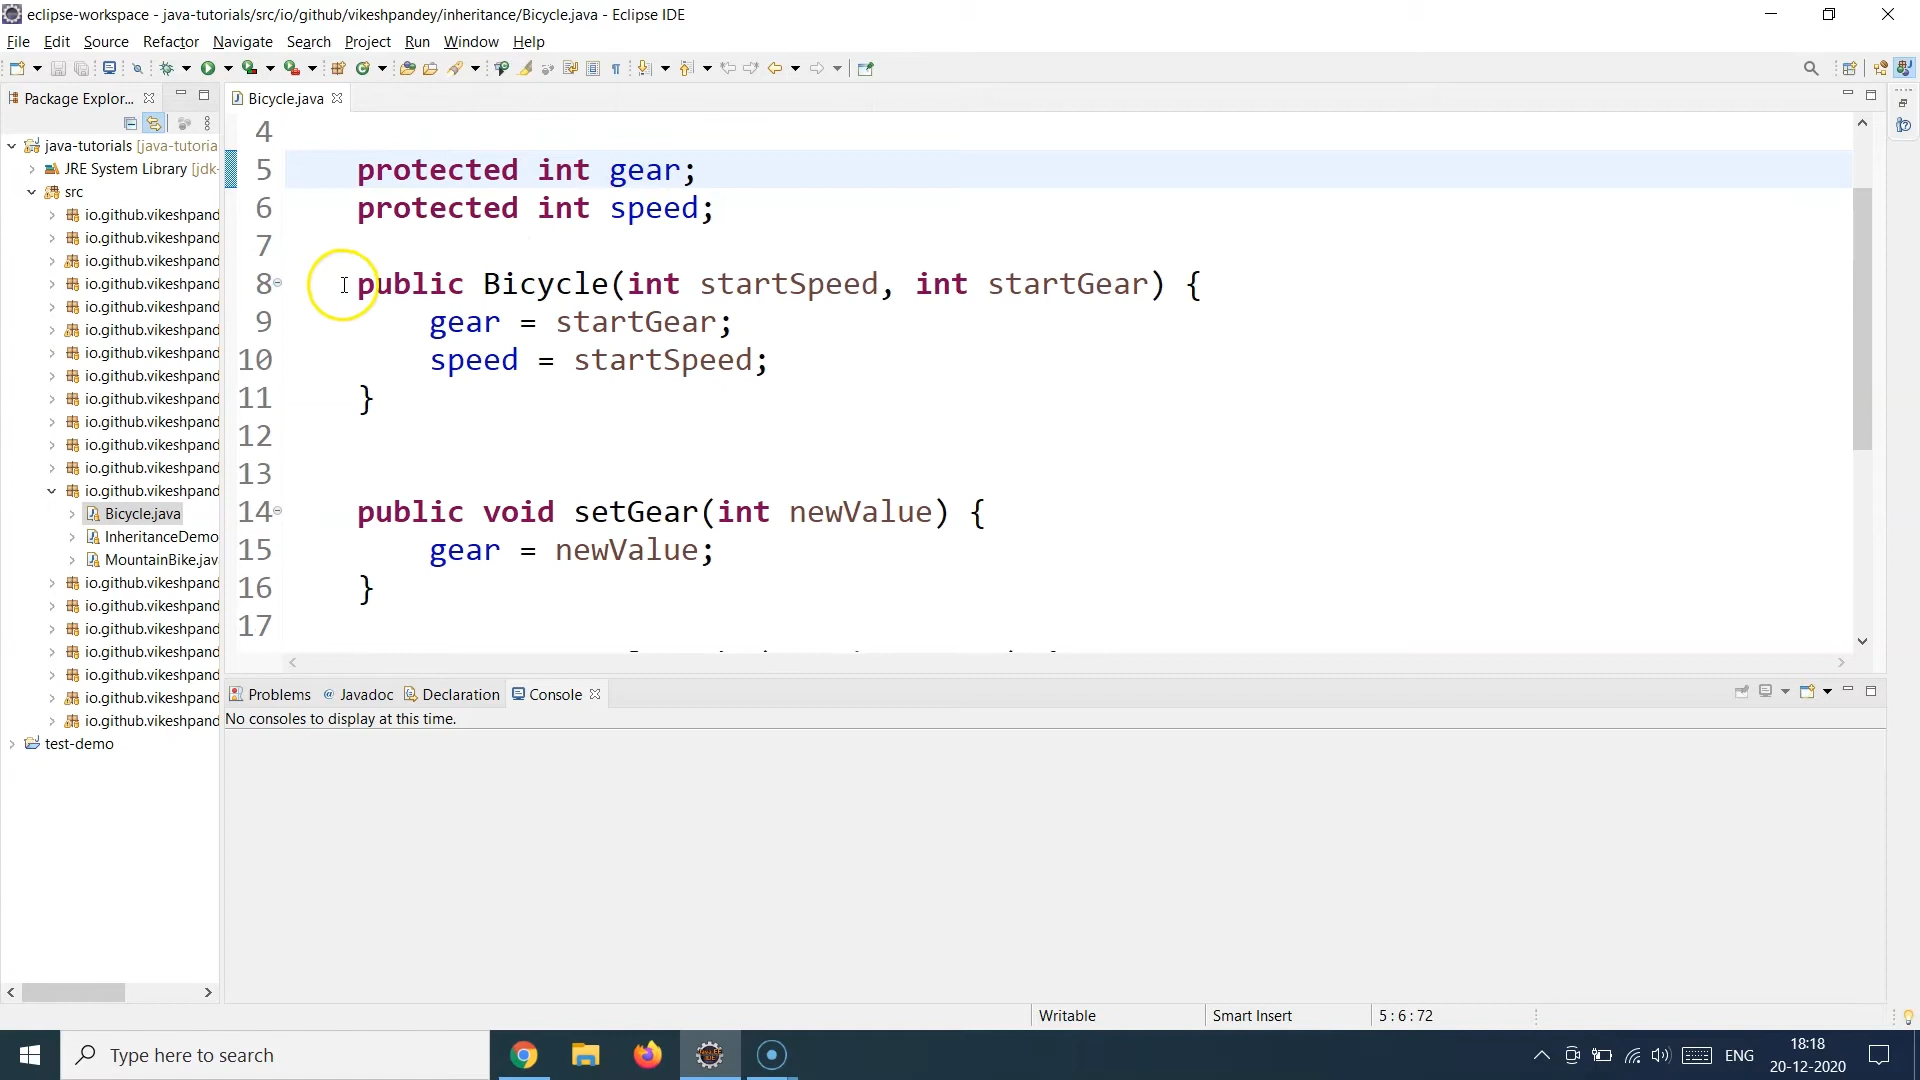 eclipse-workspace - java-tutorials/src/io/github/vikeshpandey/inheritance/Bicycle.java - Eclipse IDE
File Edit Source Refactor Navigate Search Project Run Window Help
Package Explor...
Bicycle.java
java-tutorials [java-tutoria
JRE System Library [jdk-
src
io.github.vikeshpand
io.github.vikeshpand
io.github.vikeshpand
io.github.vikeshpand
io.github.vikeshpand
io.github.vikeshpand
io.github.vikeshpand
io.github.vikeshpand
io.github.vikeshpand
io.github.vikeshpand
io.github.vikeshpand
io.github.vikeshpand
io.github.vikeshpand
Bicycle.java
InheritanceDemo
MountainBike.jav
io.github.vikeshpand
io.github.vikeshpand
io.github.vikeshpand
io.github.vikeshpand
io.github.vikeshpand
io.github.vikeshpand
io.github.vikeshpand
test-demo
4
5 protected int gear;
6 protected int speed;
7
8 public Bicycle(int startSpeed, int startGear) {
9 gear = startGear;
10 speed = startSpeed;
11 }
12
13
14 public void setGear(int newValue) {
15 gear = newValue;
16 }
17
Problems @ Javadoc Declaration Console
No consoles to display at this time.
Writable Smart Insert 5 : 6 : 72
Type here to search
ENG
18:18
20-12-2020